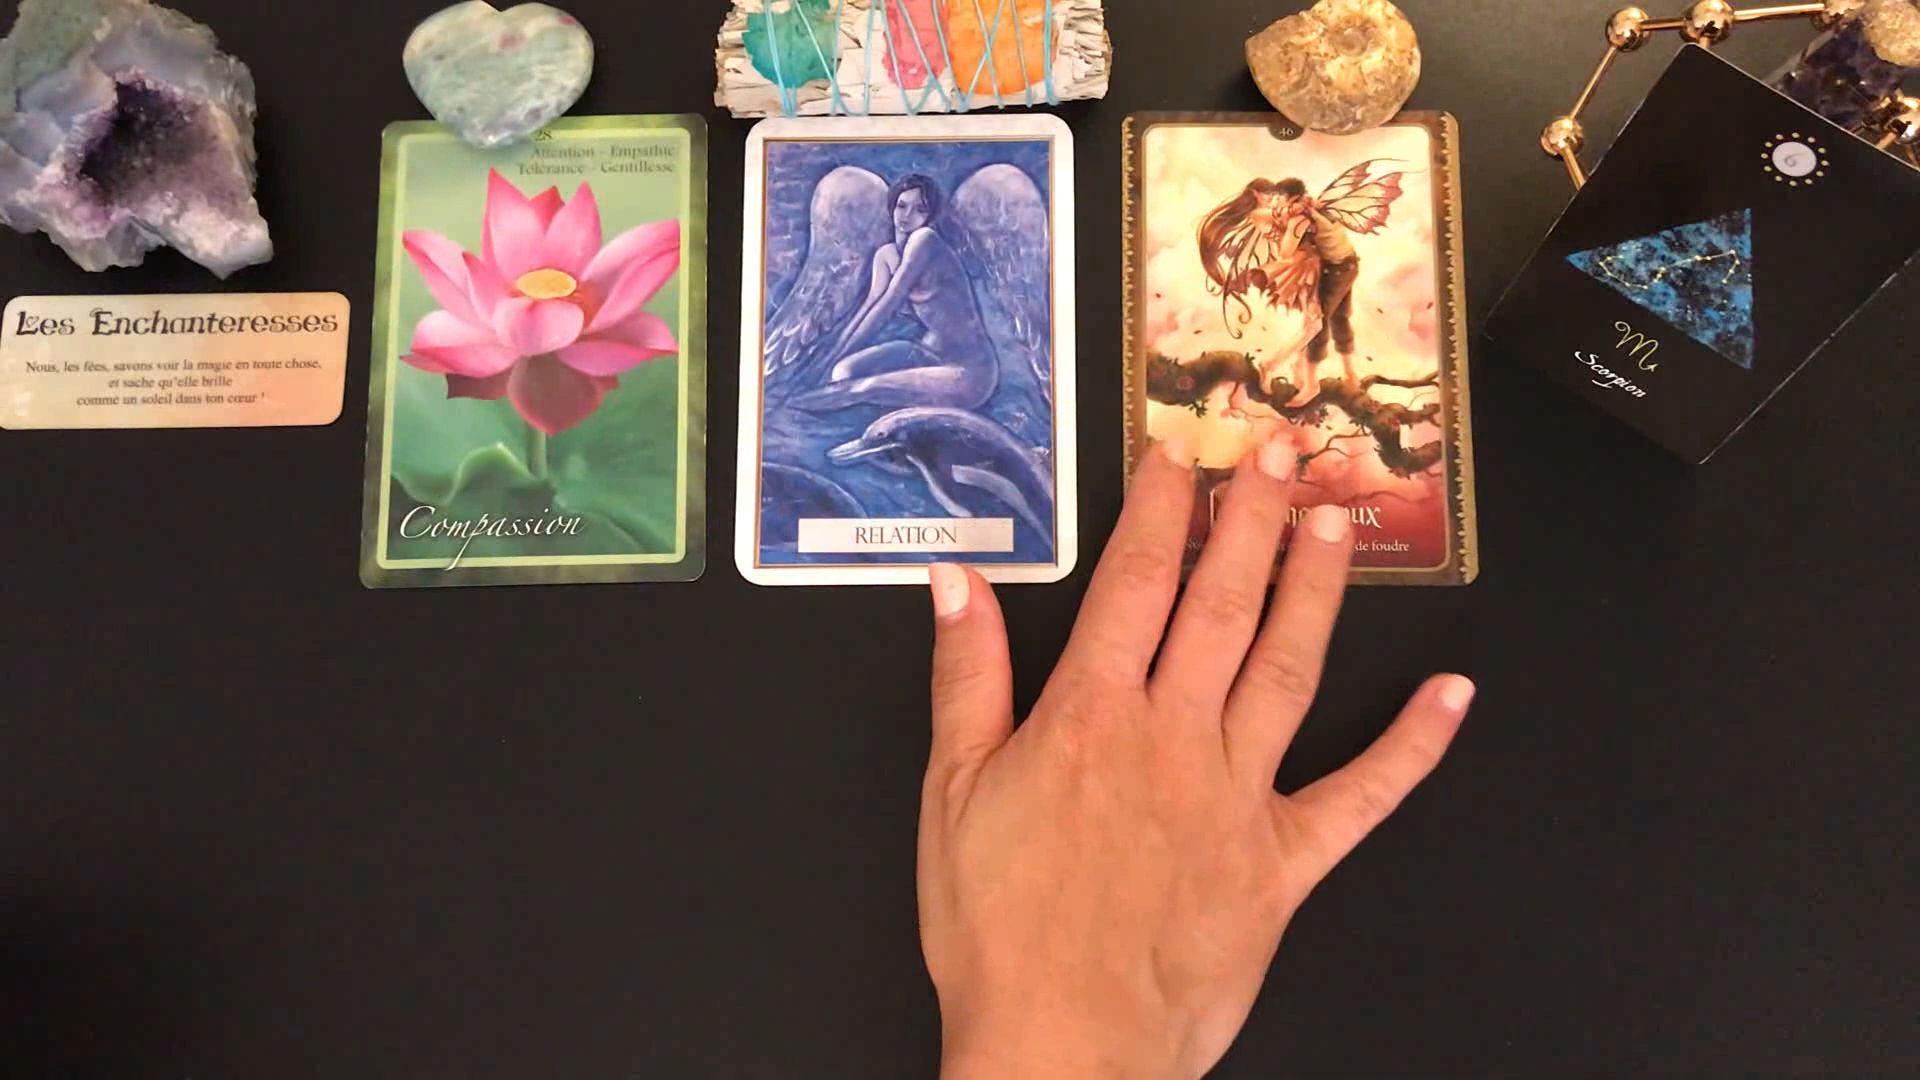 Les Enchanteresses
Nous, les fées, savons voir la magie en toute chose,
et sache qu'elle brille
comme un soleil dans ton cœur !
28
Attention - Empathie
Tolérance - Gentillesse
Compassion
RELATION
46
de foudre
6
Scorpion